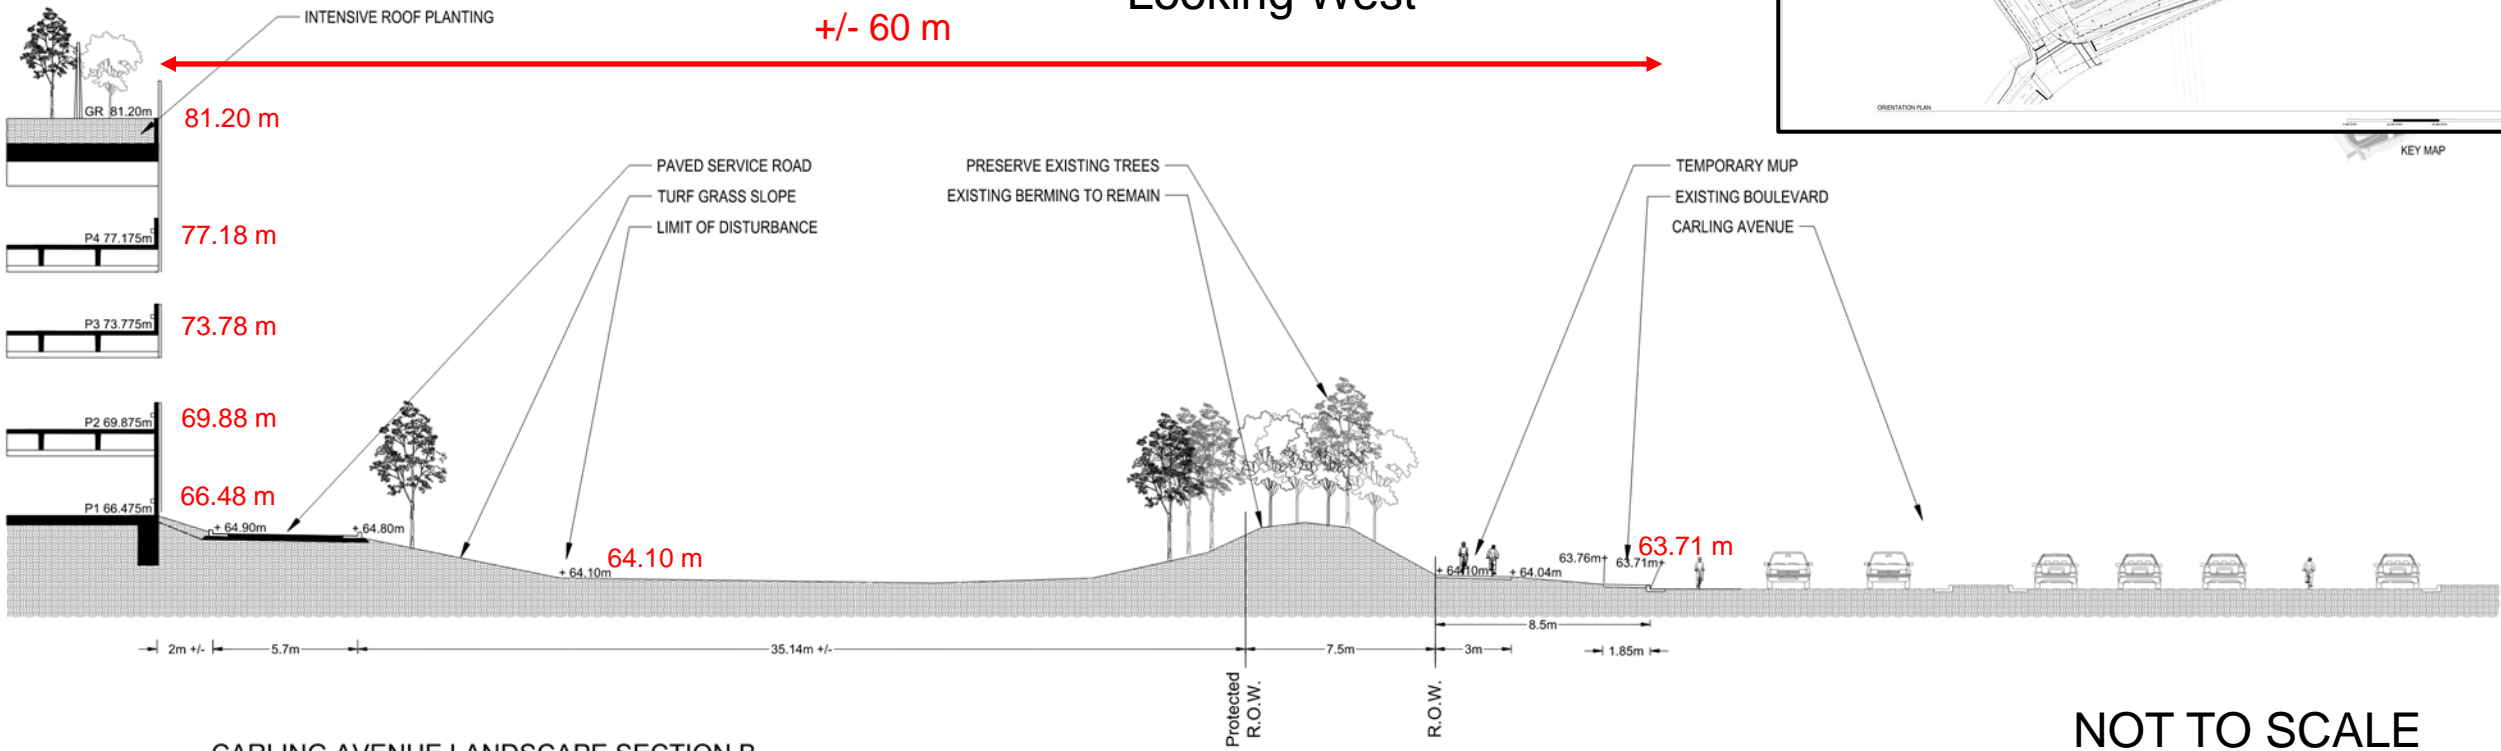 Looking West
INTENSIVE ROOF PLANTING
+/- 60 m
ORIENTATION PLAN
KEY MAP
GR 81.20m
81.20 m
PAVED SERVICE ROAD
TURF GRASS SLOPE
LIMIT OF DISTURBANCE
PRESERVE EXISTING TREES
EXISTING BERMING TO REMAIN
TEMPORARY MUP
EXISTING BOULEVARD
CARLING AVENUE
P4 77.175m
77.18 m
P3 73.775m
73.78 m
P2 69.875m
69.88 m
P1 66.475m
66.48 m
+ 64.90m
+ 64.80m
+ 64.10m
64.10 m
+ 64.10m
+ 64.04m
63.76m+
63.71m+
63.71 m
8.5m
2m +/-
5.7m
35.14m +/-
7.5m
3m
1.85m
Protected
R.O.W.
R.O.W.
CARLING AVENUE LANDSCAPE SECTION B
NOT TO SCALE